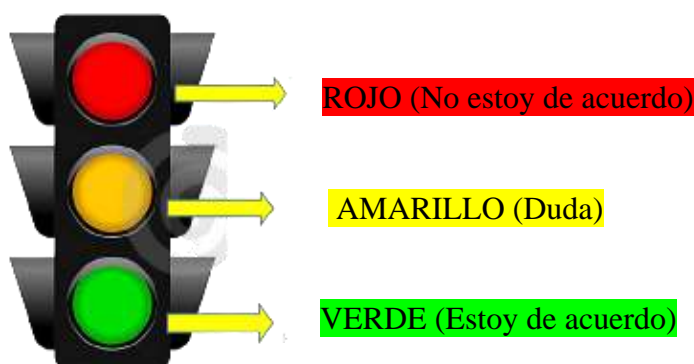 ROJO (No estoy de acuerdo)
AMARILLO (Duda)
VERDE (Estoy de acuerdo)